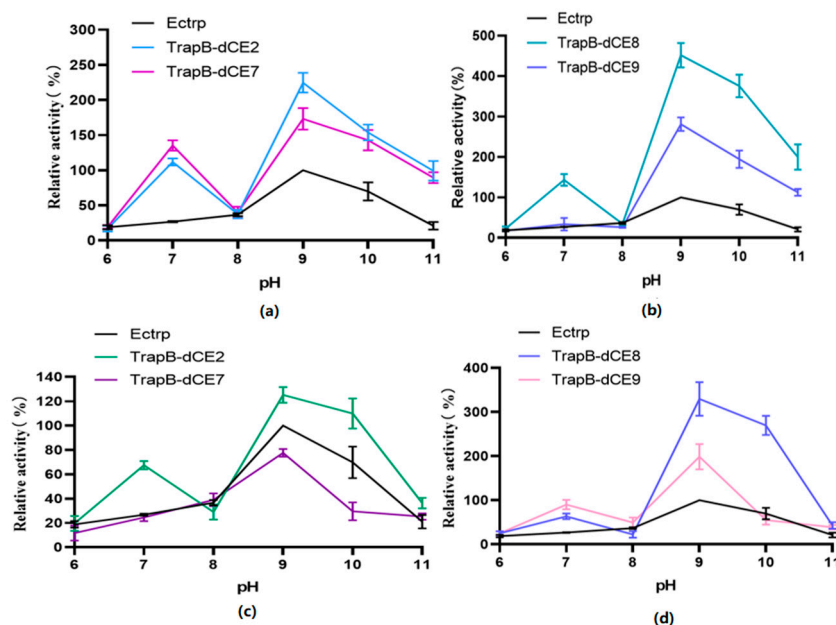 Ectrp
TrapB-dCE2
TrapB-dCE7
Relative activity( %)
300
250
200
150
100
50
0
6 7 8 9 10 11
pH
(a)
Ectrp
TrapB-dCE8
TrapB-dCE9
Relative activity(%)
500
400
300
200
100
0
6 7 8 9 10 11
pH
(b)
Ectrp
TrapB-dCE2
TrapB-dCE7
Relative activity( %)
140
120
100
80
60
40
20
0
6 7 8 9 10 11
pH
(c)
Ectrp
TrapB-dCE8
TrapB-dCE9
Relative activity( %)
400
300
200
100
0
6 7 8 9 10 11
pH
(d)